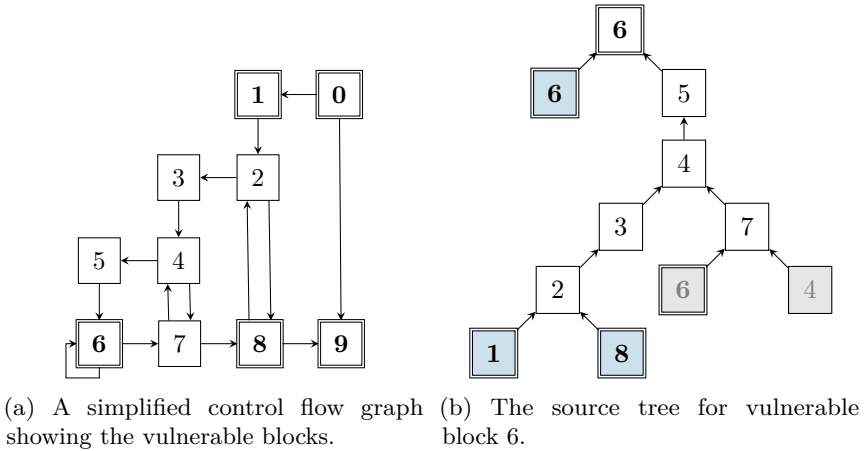 1 0
3 2
5 4
6 7 8 9
6
6 5
4
3 7
2 6 4
1 8
(a) A simplified control flow graph
showing the vulnerable blocks.
(b) The source tree for vulnerable
block 6.